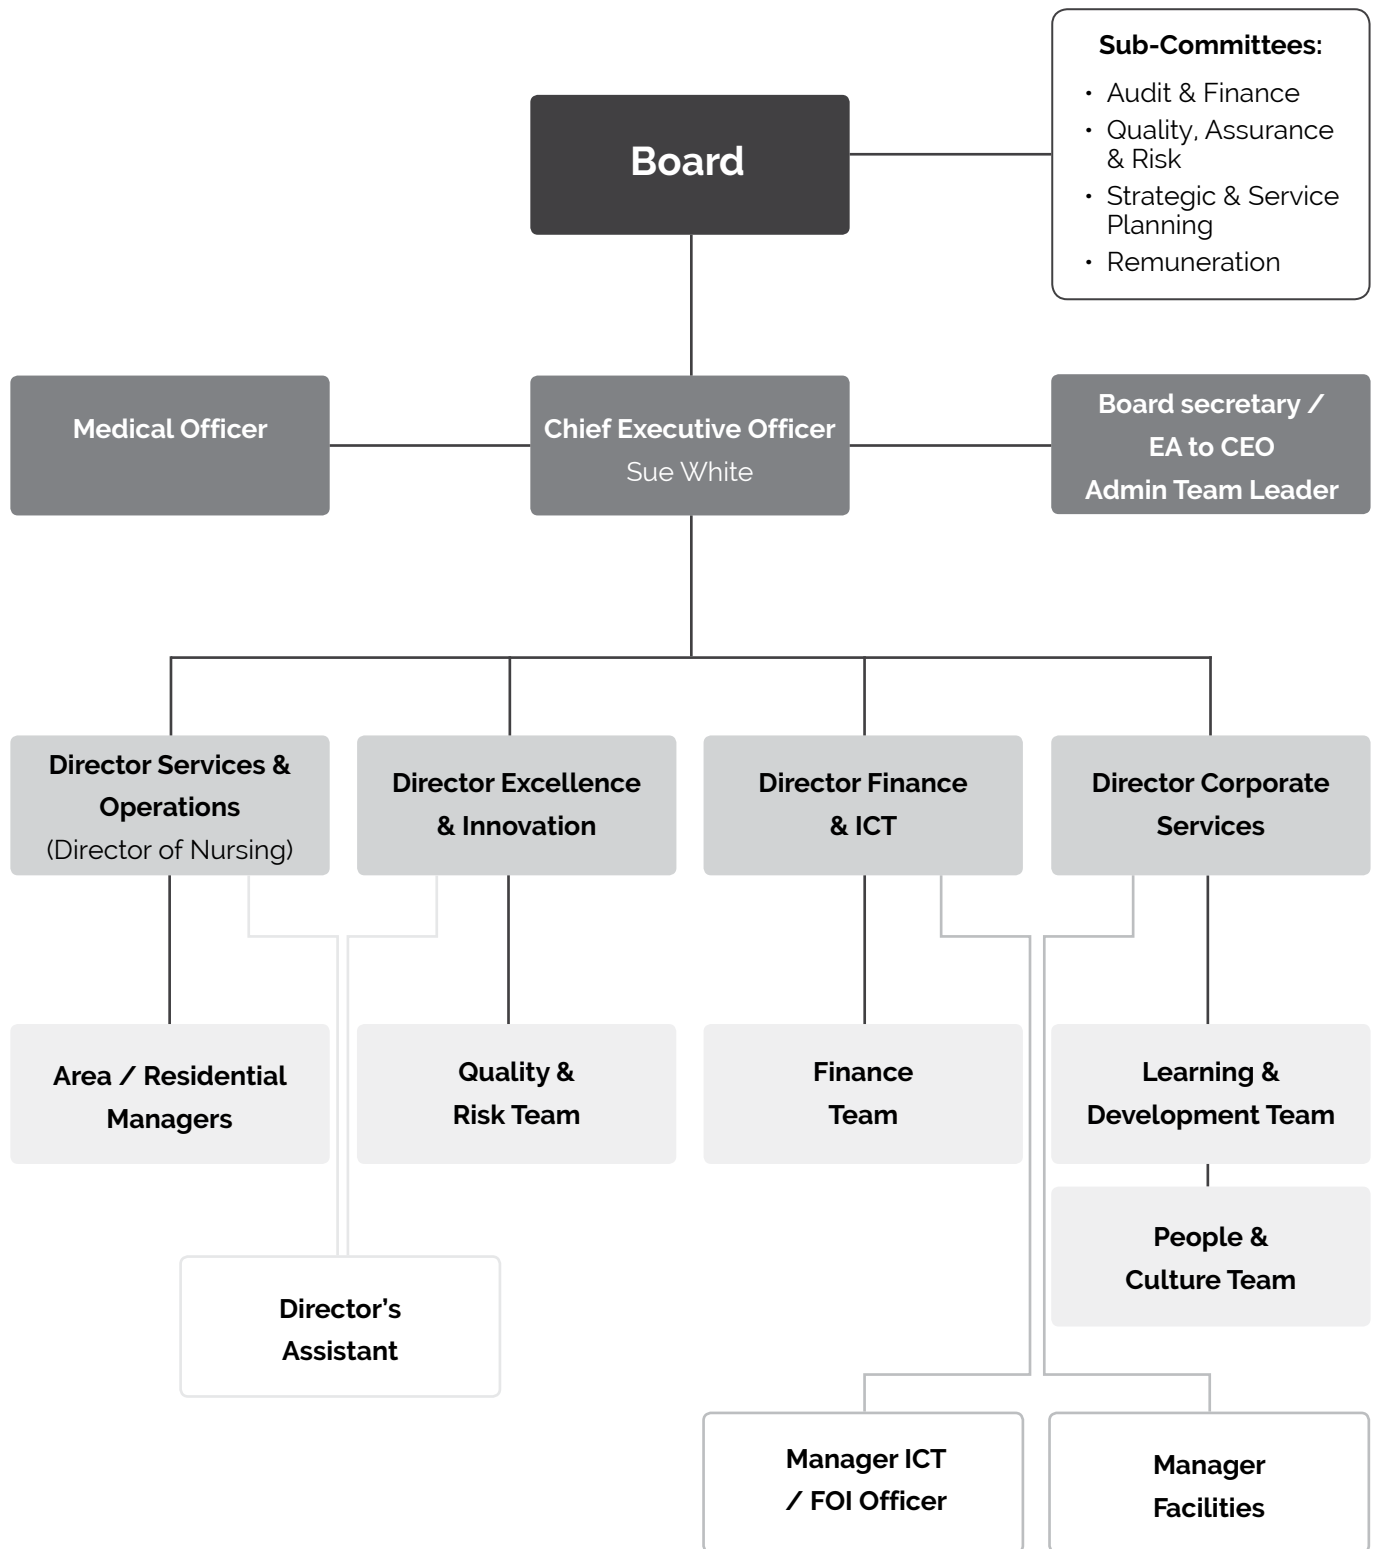 Sub-Committees:
• Audit & Finance
• Quality, Assurance
& Risk
• Strategic & Service
Planning
• Remuneration
Board
Medical Officer
Chief Executive Officer
Sue White
Board secretary /
EA to CEO
Admin Team Leader
Director Services &
Operations
(Director of Nursing)
Director Excellence
& Innovation
Director Finance
& ICT
Director Corporate
Services
Area / Residential
Managers
Quality &
Risk Team
Finance
Team
Learning &
Development Team
People &
Culture Team
Director’s
Assistant
Manager ICT
/ FOI Officer
Manager
Facilities